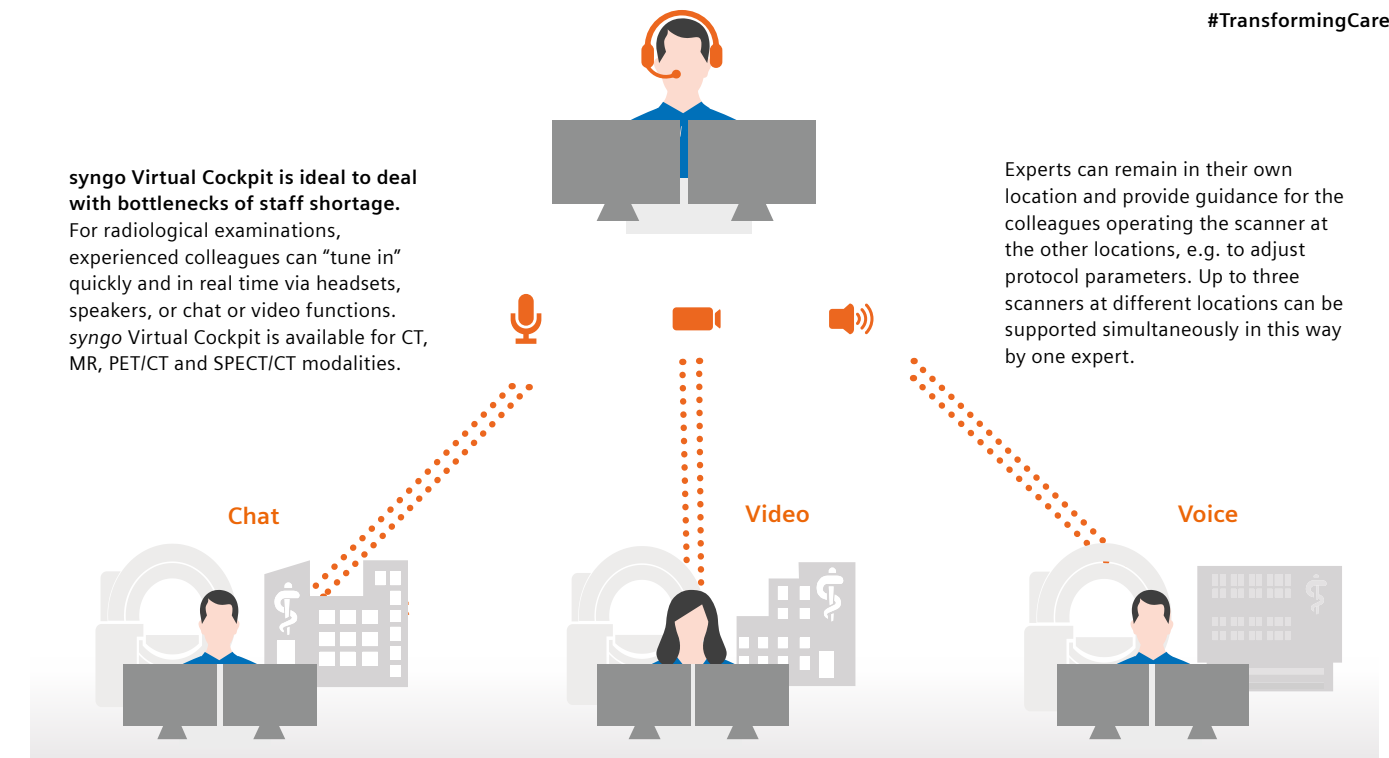 #TransformingCare
syngo Virtual Cockpit is ideal to deal
with bottlenecks of staff shortage.
For radiological examinations,
experienced colleagues can “tune in”
quickly and in real time via headsets,
speakers, or chat or video functions.
syngo Virtual Cockpit is available for CT,
MR, PET/CT and SPECT/CT modalities.
Experts can remain in their own
location and provide guidance for the
colleagues operating the scanner at
the other locations, e.g. to adjust
protocol parameters. Up to three
scanners at different locations can be
supported simultaneously in this way
by one expert.
Chat
Video
Voice